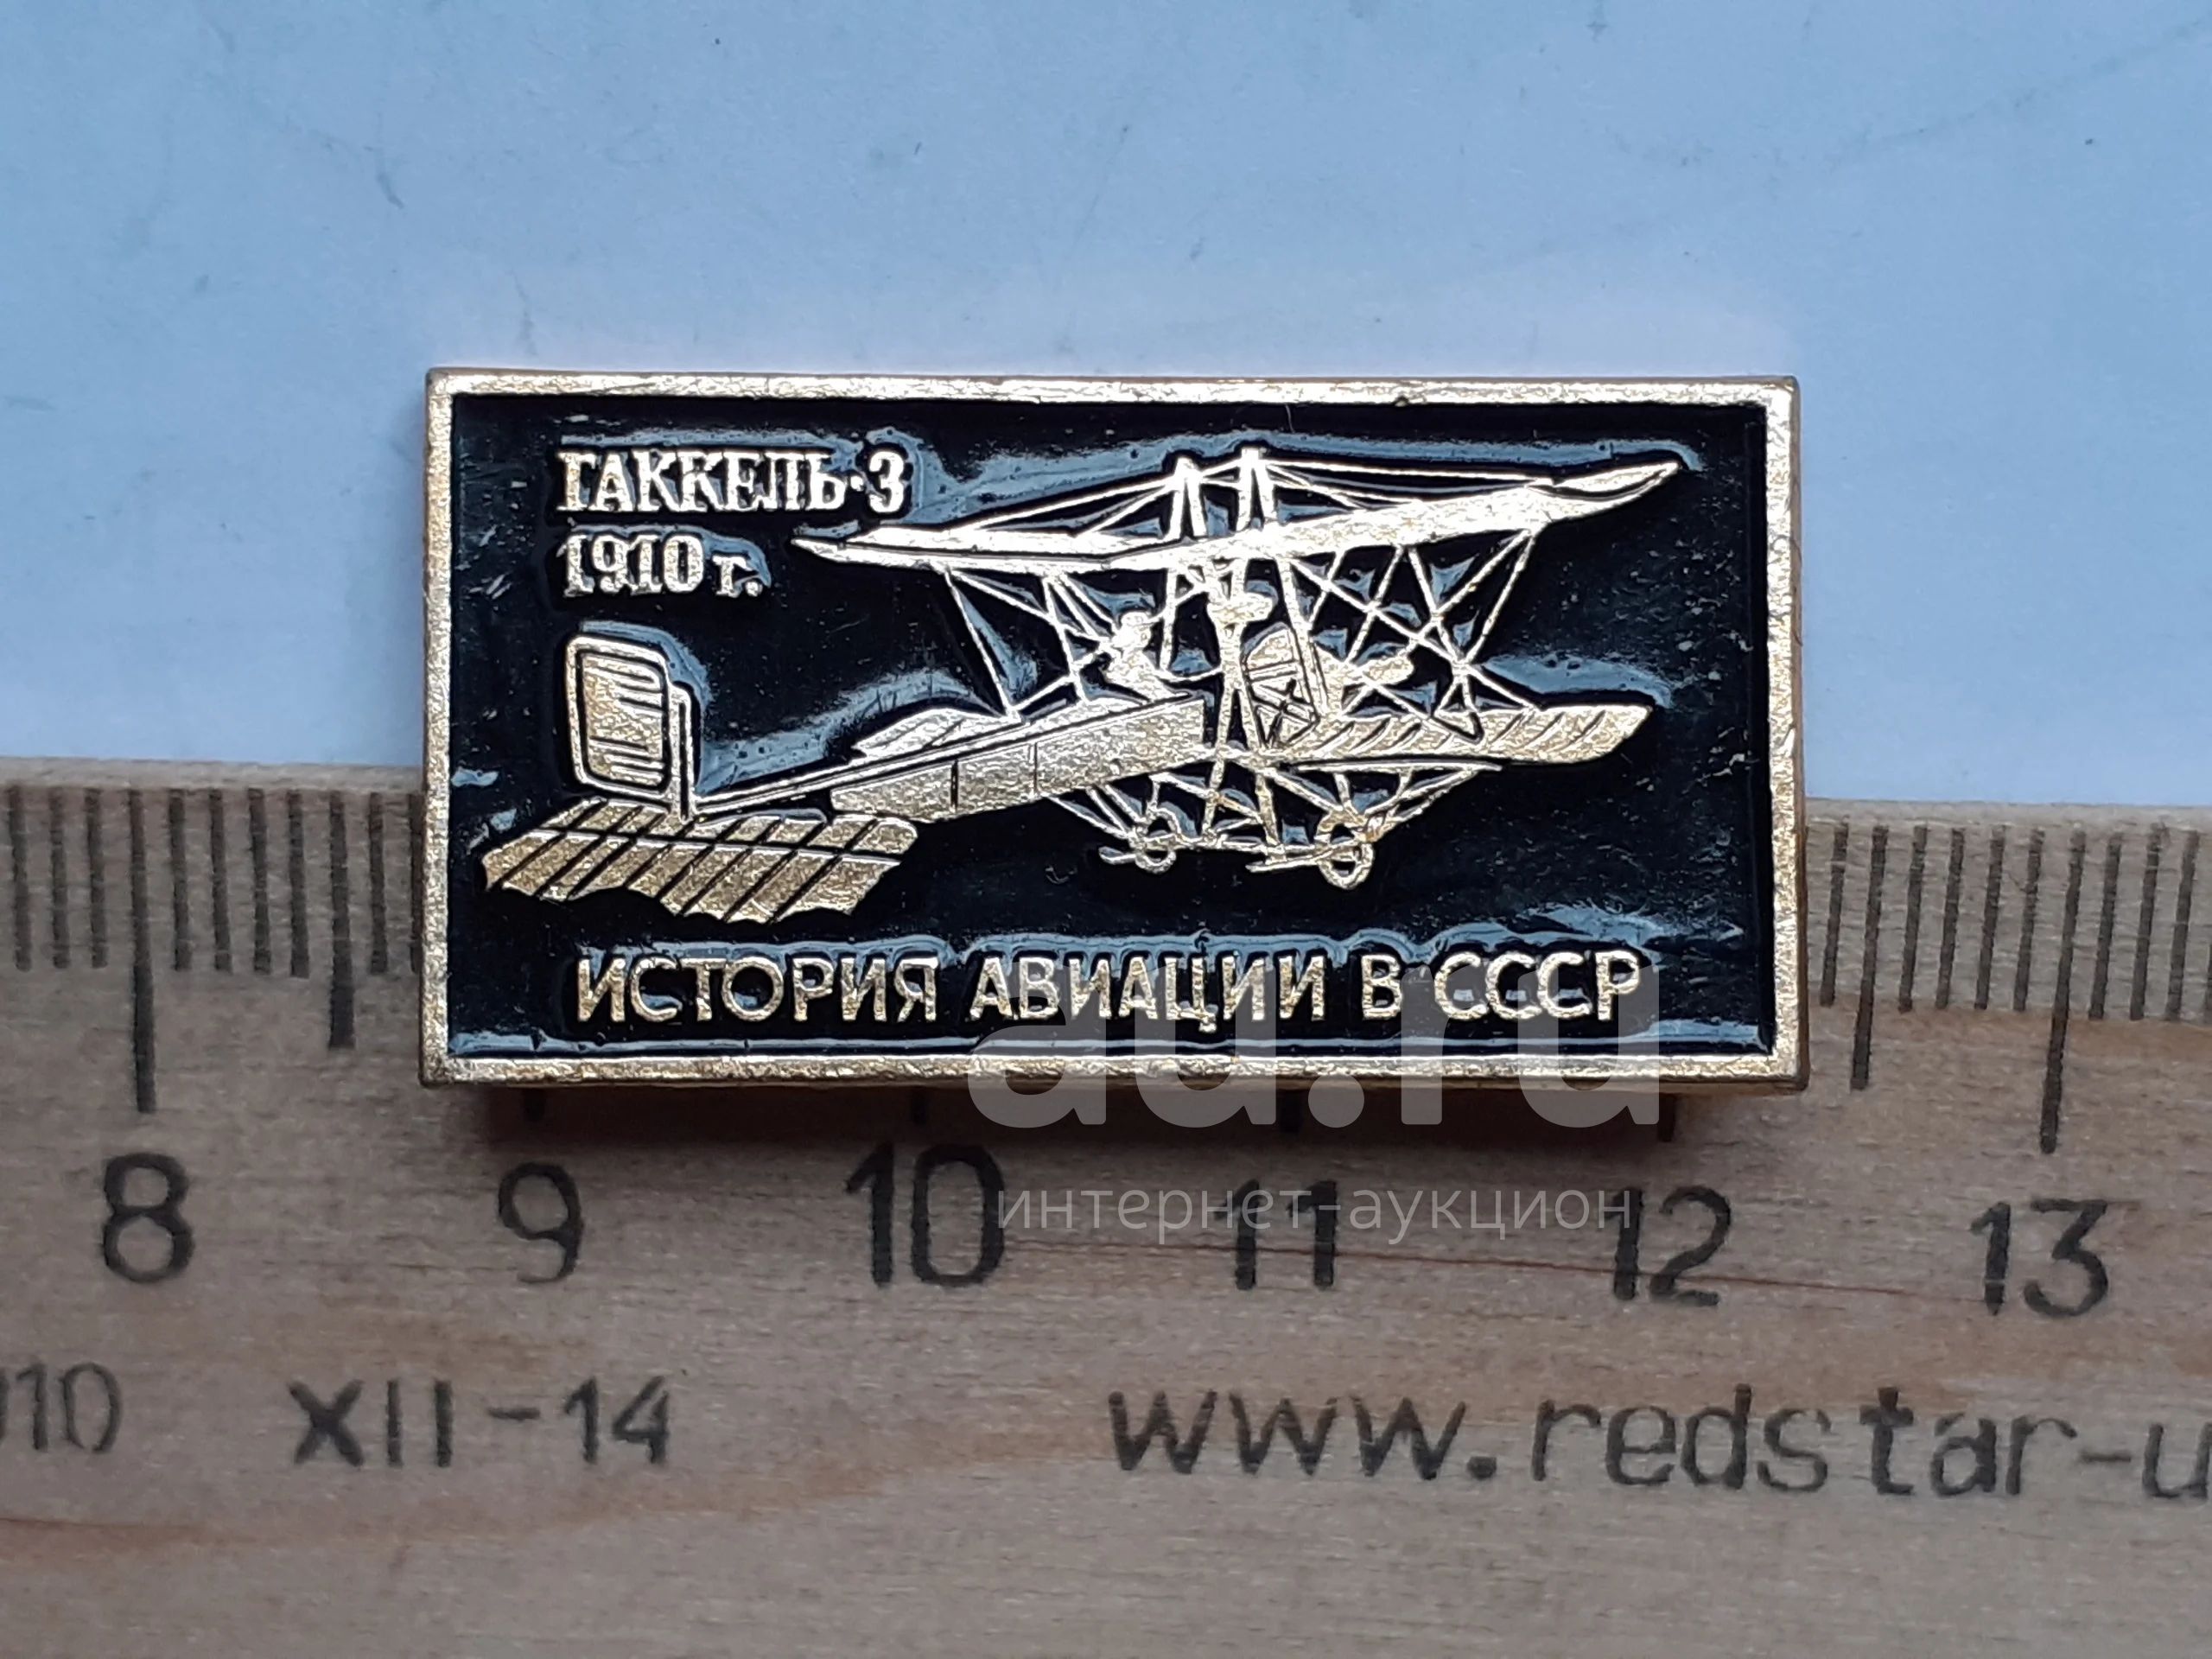 ГАККЕЛЬ-3
1910 г.
ИСТОРИЯ АВИАЦИИ В СССР
au.ru
интернет-аукцион
8 9 10 11 12 13
010 XII-14 www.redstar-u